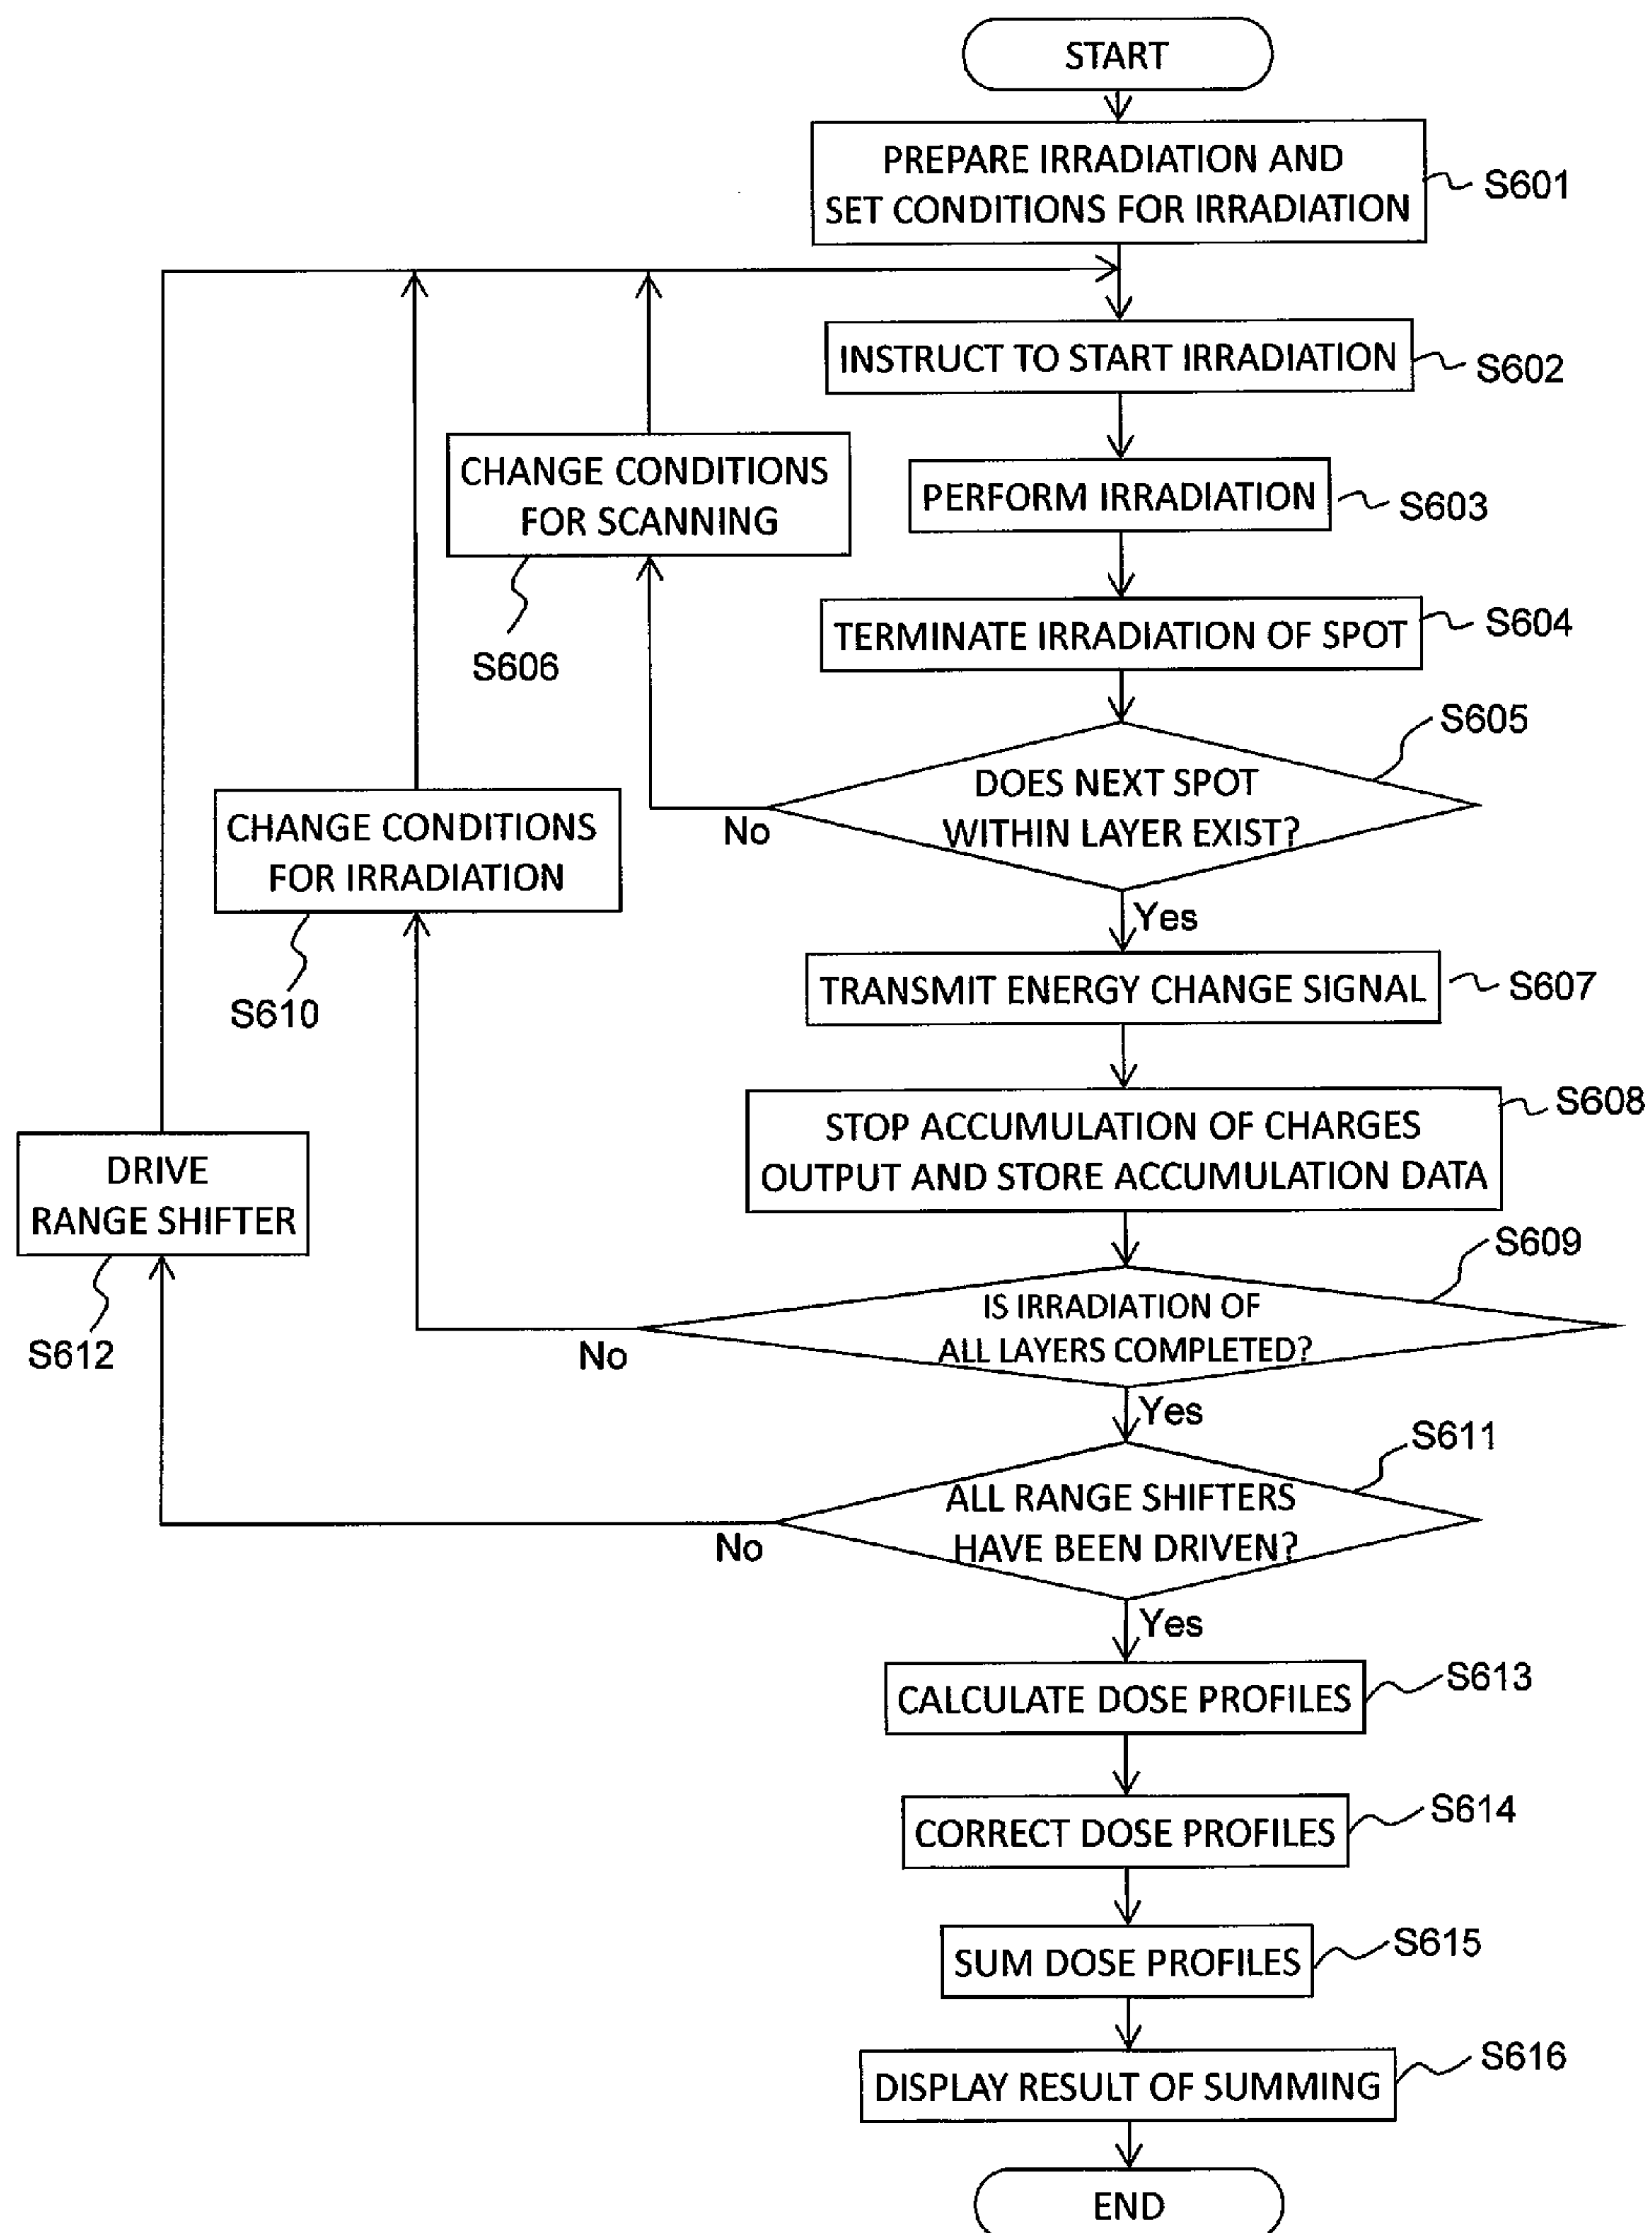 START
PREPARE IRRADIATION AND
SET CONDITIONS FOR IRRADIATION
S601
INSTRUCT TO START IRRADIATION
S602
CHANGE CONDITIONS
FOR SCANNING
S606
PERFORM IRRADIATION
S603
TERMINATE IRRADIATION OF SPOT
S604
S605
DOES NEXT SPOT
WITHIN LAYER EXIST?
No
Yes
CHANGE CONDITIONS
FOR IRRADIATION
S610
TRANSMIT ENERGY CHANGE SIGNAL
S607
STOP ACCUMULATION OF CHARGES
OUTPUT AND STORE ACCUMULATION DATA
S608
DRIVE
RANGE SHIFTER
S612
S609
IS IRRADIATION OF
ALL LAYERS COMPLETED?
No
Yes
S611
ALL RANGE SHIFTERS
HAVE BEEN DRIVEN?
No
Yes
CALCULATE DOSE PROFILES
S613
CORRECT DOSE PROFILES
S614
SUM DOSE PROFILES
S615
DISPLAY RESULT OF SUMMING
S616
END